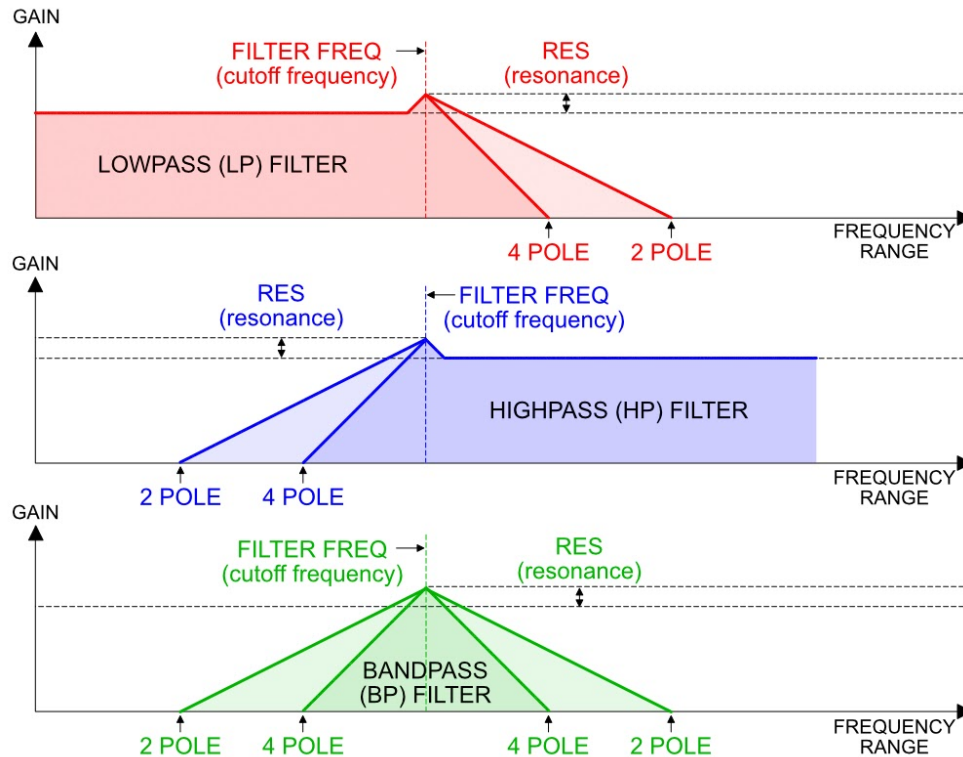 GAIN
FILTER FREQ
(cutoff frequency)
RES
(resonance)
LOWPASS (LP) FILTER
4 POLE
2 POLE
FREQUENCY
RANGE
GAIN
RES
(resonance)
FILTER FREQ
(cutoff frequency)
HIGHPASS (HP) FILTER
2 POLE
4 POLE
FREQUENCY
RANGE
GAIN
FILTER FREQ
(cutoff frequency)
RES
(resonance)
BANDPASS
(BP) FILTER
2 POLE
4 POLE
4 POLE
2 POLE
FREQUENCY
RANGE